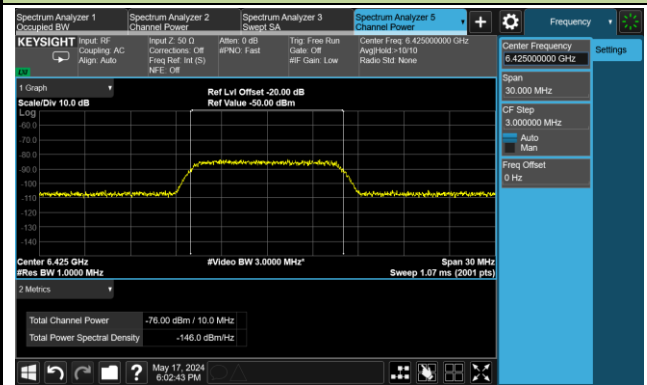 Spectrum Analyzer 1
Occupied BW
Spectrum Analyzer 2
Channel Power
Spectrum Analyzer 3
Swept SA
Spectrum Analyzer 5
Channel Power
Frequency
KEYSIGHT
Input: RF
Coupling: AC
Align: Auto
Input Z: 50 Ω
Corrections: Off
Freq Ref: Int (S)
NFE: Off
Atten: 0 dB
#PNO: Fast
Trig: Free Run
Gate: Off
#IF Gain: Low
Center Freq: 6.425000000 GHz
Avg|Hold:>10/10
Radio Std: None
LXI
Center Frequency
6.425000000 GHz
Settings
Span
30.000 MHz
CF Step
3.000000 MHz
Auto
Man
Freq Offset
0 Hz
1 Graph
Scale/Div 10.0 dB
Ref Lvl Offset -20.00 dB
Ref Value -50.00 dBm
Log
-60.0
-70.0
-80.0
-90.0
-100
-110
-120
-130
-140
Center 6.425 GHz
#Video BW 3.0000 MHz*
Span 30 MHz
#Res BW 1.0000 MHz
Sweep 1.07 ms (2001 pts)
2 Metrics
Total Channel Power -76.00 dBm / 10.0 MHz
Total Power Spectral Density -146.0 dBm/Hz
May 17, 2024
6:02:43 PM